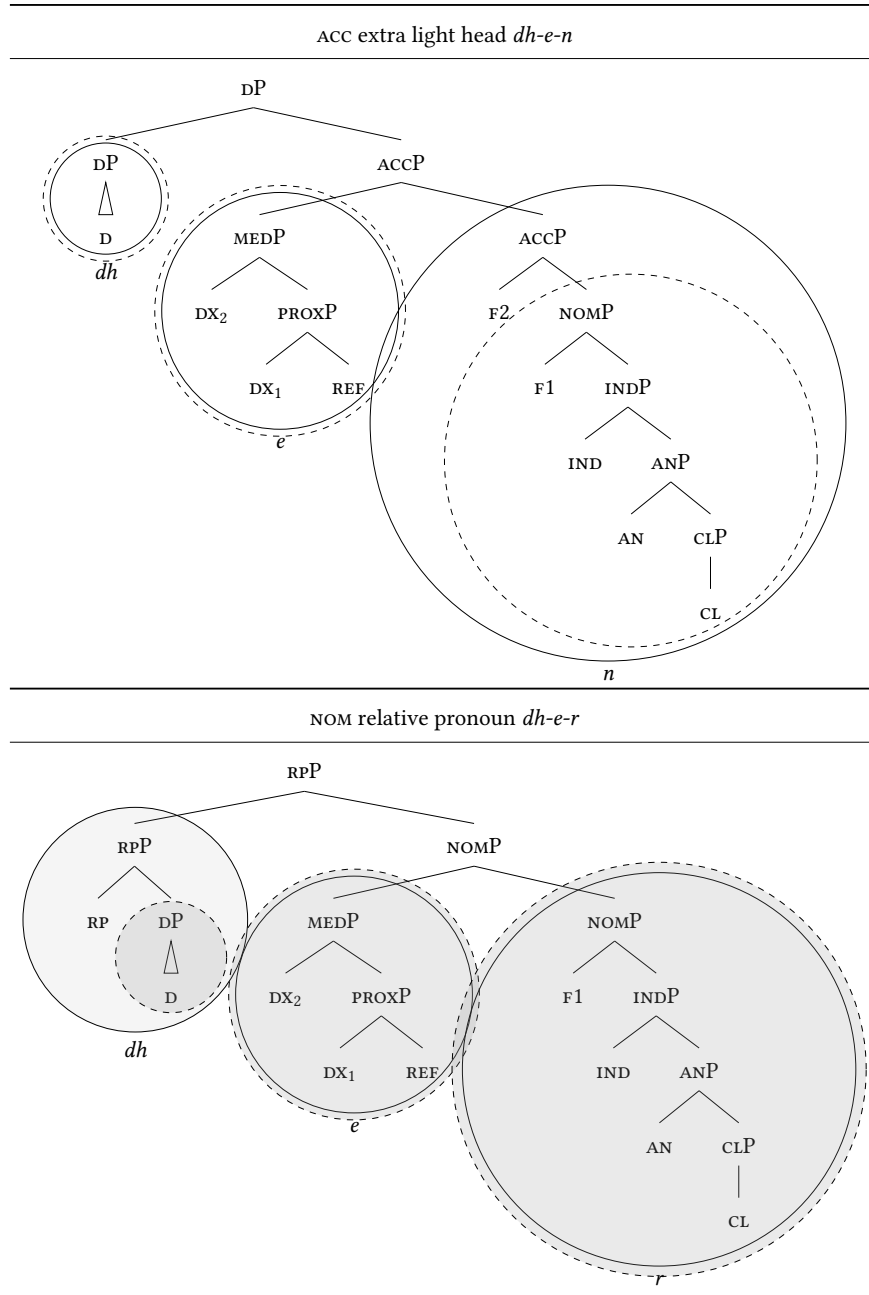 ACC extra light head dh-e-n
DP
DP ACCP
D MEDP ACCP
dh
DX₂ PROXP F2 NOMP
DX₁ REF F1 INDP
e
IND ANP
AN CLP
CL
n
NOM relative pronoun dh-e-r
RPP
RPP NOMP
RP DP MEDP NOMP
D DX₂ PROXP F1 INDP
dh
DX₁ REF IND ANP
e
AN CLP
CL
r